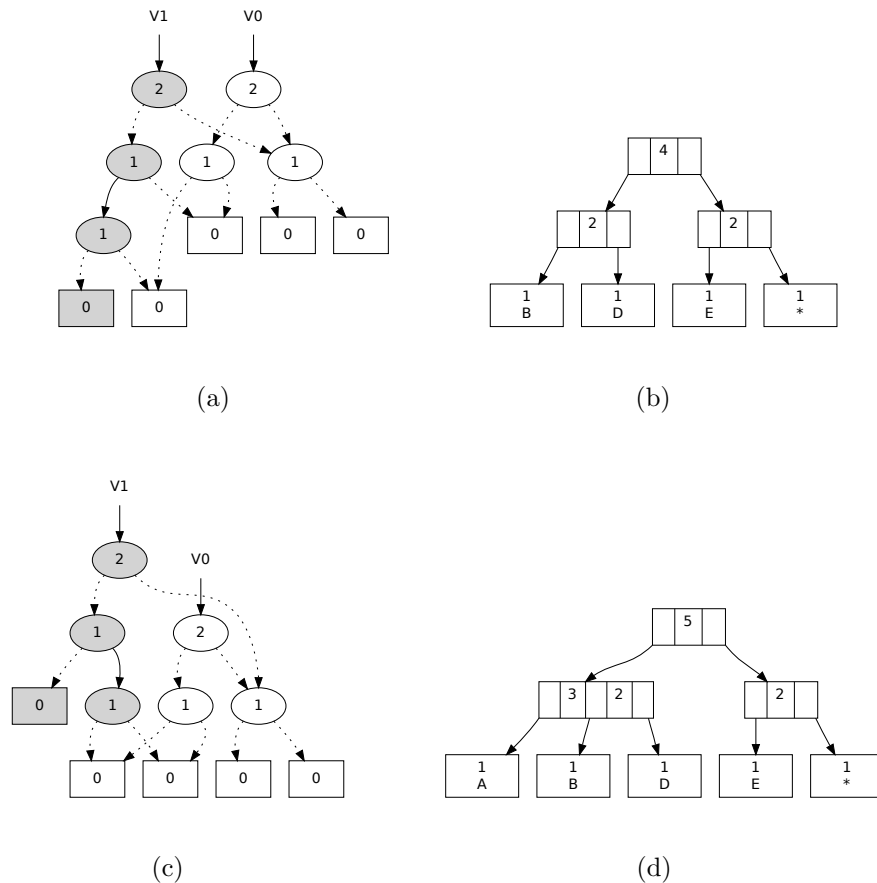 V1 V0
2 2
1 1 1
1 0 0 0
0 0
(a)
4
2 2
1 1 1 1
B D E *
(b)
V1
2 V0
1 2
0 1 1 1
0 0 0 0
(c)
5
3 2 2
1 1 1 1 1
A B D E *
(d)